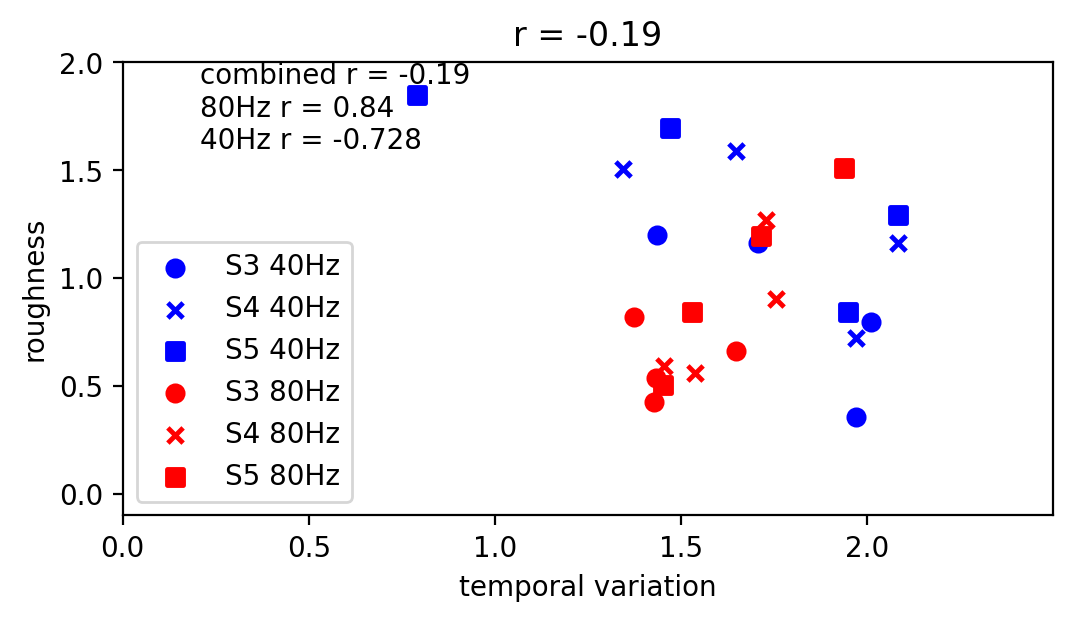 r = -0.19
combined r = -0.19
80Hz r = 0.84
40Hz r = -0.728
2.0
1.5
1.0
0.5
0.0
roughness
S3 40Hz
S4 40Hz
S5 40Hz
S3 80Hz
S4 80Hz
S5 80Hz
0.0 0.5 1.0 1.5 2.0
temporal variation